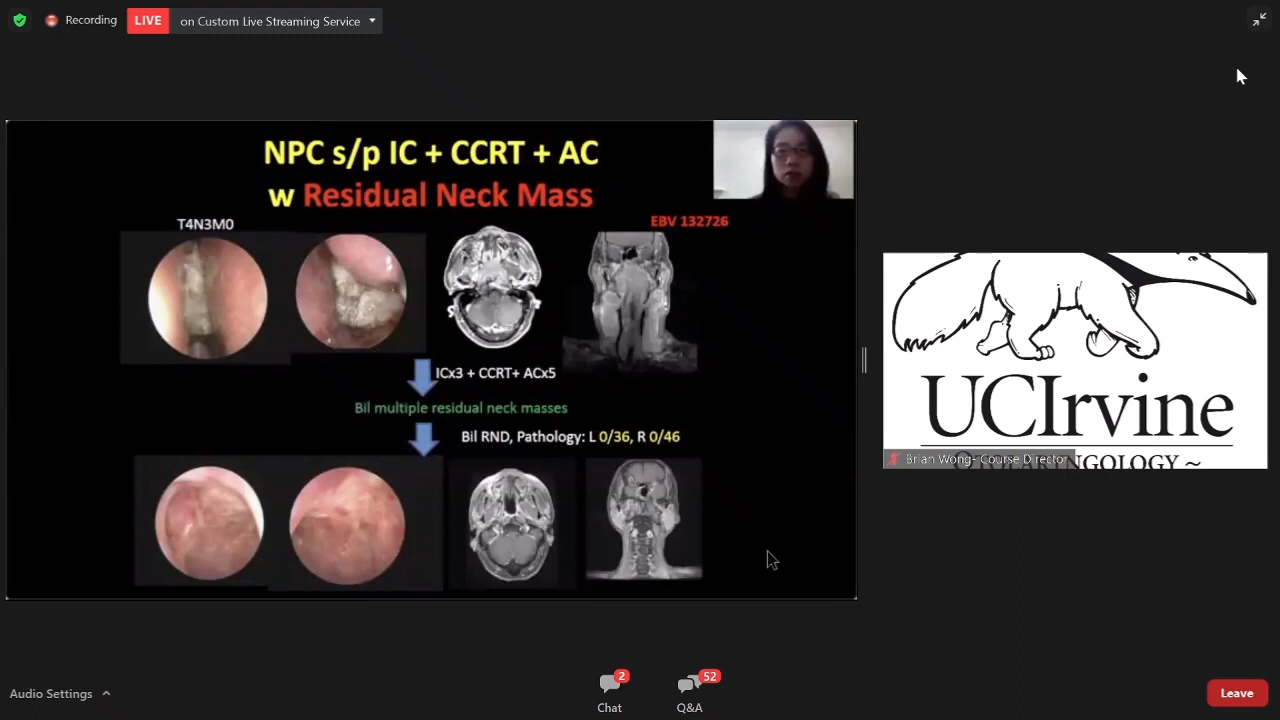 Recording
LIVE
on Custom Live Streaming Service
NPC s/p IC + CCRT + AC
w Residual Neck Mass
T4N3M0
EBV 132726
ICx3 + CCRT+ ACx5
Bil multiple residual neck masses
Bil RND, Pathology: L 0/36, R 0/46
UCIrvine
Brian Wong- Course Director
Audio Settings
2
Chat
52
Q&A
Leave